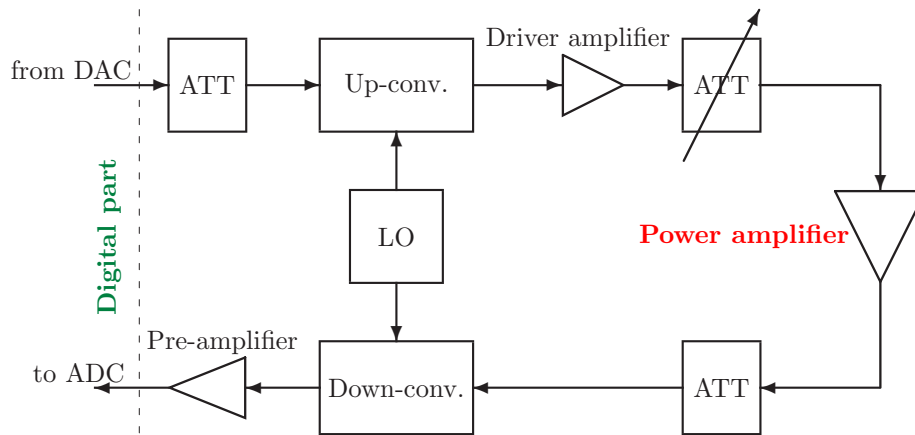 Driver amplifier
from DAC
ATT
Up-conv.
ATT
Digital part
LO
Power amplifier
Pre-amplifier
to ADC
Down-conv.
ATT